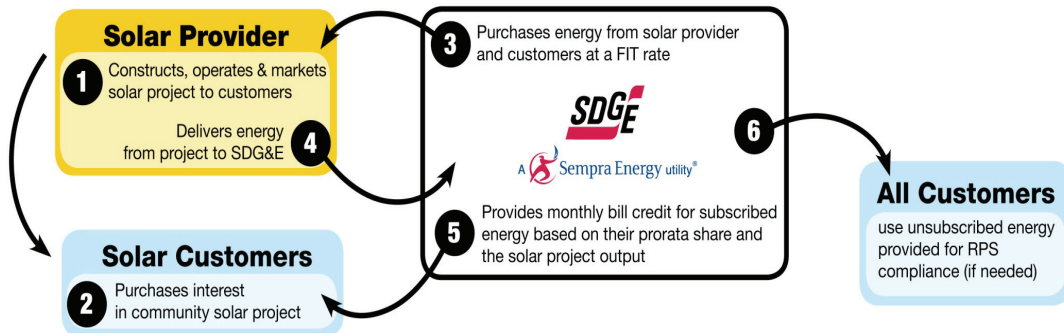 Solar Provider
1
Constructs, operates & markets
solar project to customers
Delivers energy
from project to SDG&E
4
Solar Customers
2
Purchases interest
in community solar project
3
Purchases energy from solar provider
and customers at a FIT rate
SDGE
A Sempra Energy utility®
5
Provides monthly bill credit for subscribed
energy based on their prorata share and
the solar project output
6
All Customers
use unsubscribed energy
provided for RPS
compliance (if needed)